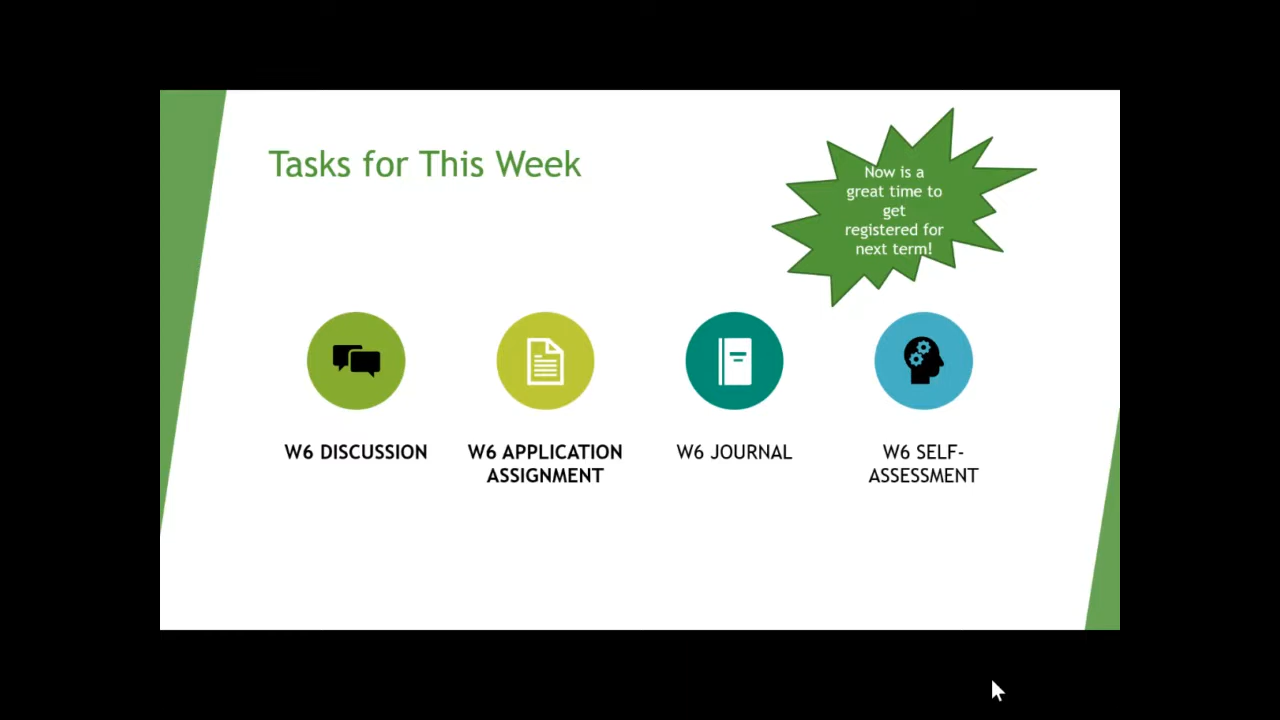 Tasks for This Week
Now is a
great time to
get
registered for
next term!
W6 DISCUSSION
W6 APPLICATION
ASSIGNMENT
W6 JOURNAL
W6 SELF-
ASSESSMENT